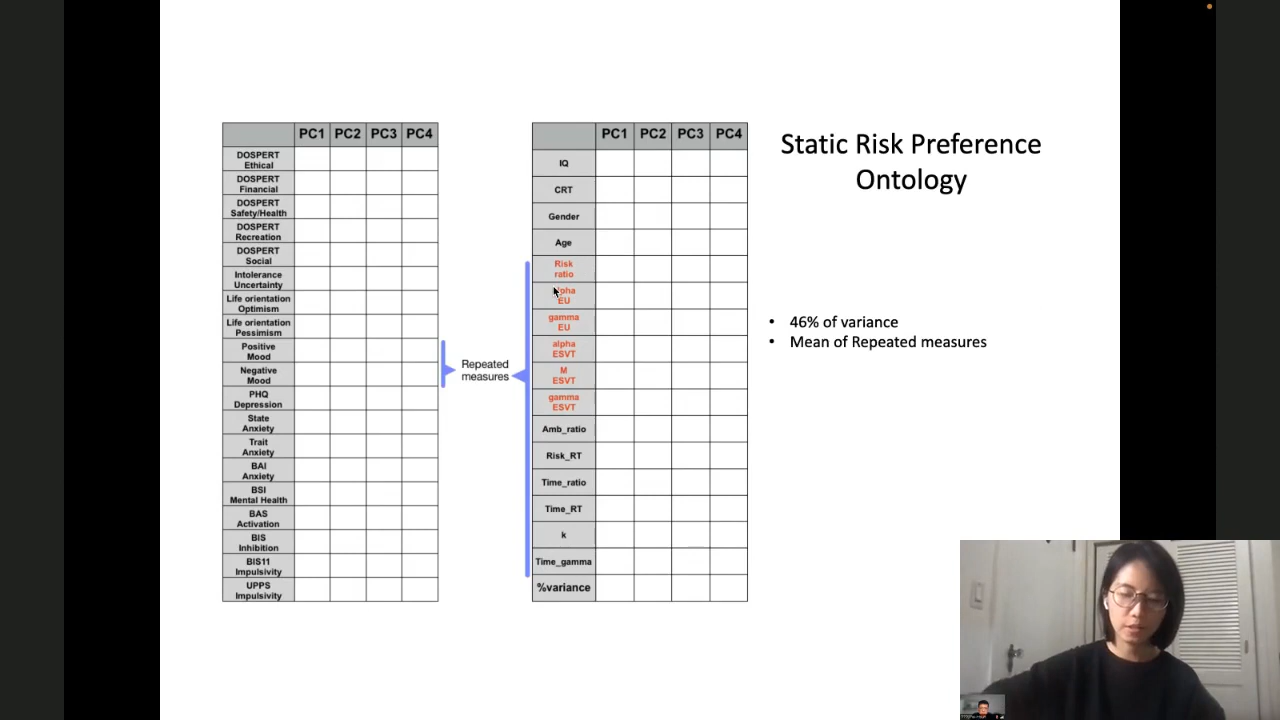 PC1 PC2 PC3 PC4
DOSPERT
Ethical
DOSPERT
Financial
DOSPERT
Safety/Health
DOSPERT
Recreation
DOSPERT
Social
Intolerance
Uncertainty
Life orientation
Optimism
Life orientation
Pessimism
Positive
Mood
Negative
Mood
PHQ
Depression
State
Anxiety
Trait
Anxiety
BAI
Anxiety
BSI
Mental Health
BAS
Activation
BIS
Inhibition
BIS11
Impulsivity
UPPS
Impulsivity
Repeated
measures
PC1 PC2 PC3 PC4
IQ
CRT
Gender
Age
Risk
ratio
EU
gamma
EU
alpha
ESVT
M
ESVT
gamma
ESVT
Amb_ratio
Risk_RT
Time_ratio
Time_RT
k
Time_gamma
%variance
Static Risk Preference
Ontology
• 46% of variance
• Mean of Repeated measures